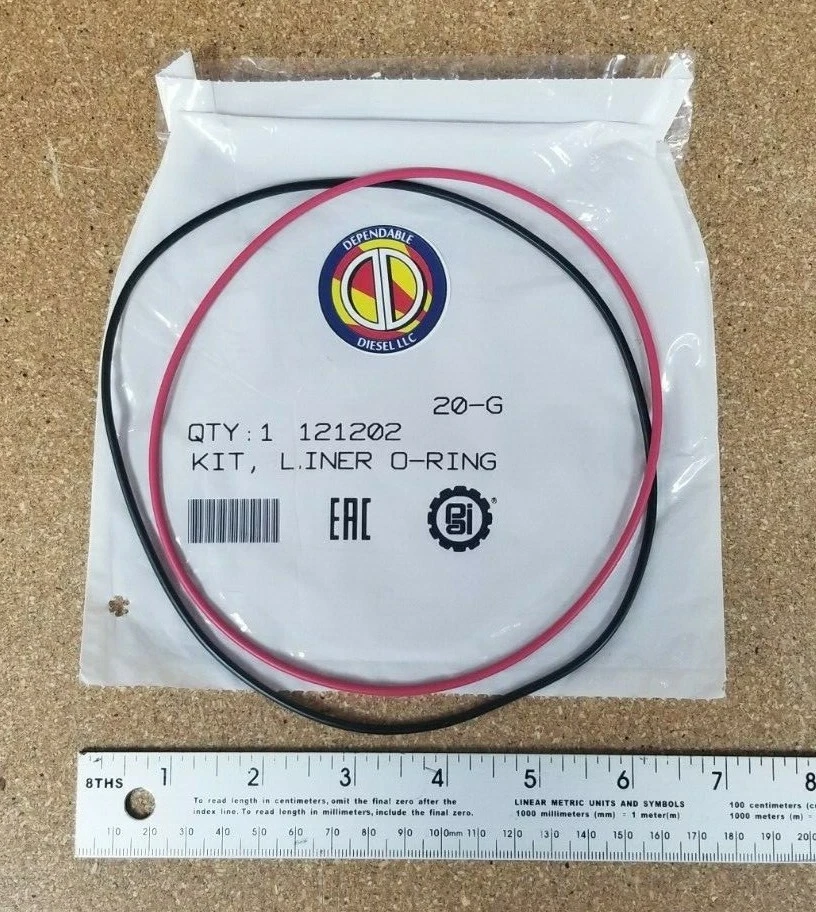 DEPENDABLE
DIESEL LLC
20-G
QTY:1 121202
KIT, LINER O-RING
EAC
Pai®
8THS 1 2 3 4 5 6 7 8
To read length in centimeters, omit the final zero after the
index line. To read length in millimeters, include the final zero.
LINEAR METRIC UNITS AND SYMBOLS
1000 millimeters (mm) = 1 meter(m)
100 centimeters (c
1000 meters (m) =
10 20 30 40 50 60 70 80 90 100mm 110 120 130 140 150 160 170 180 190 200